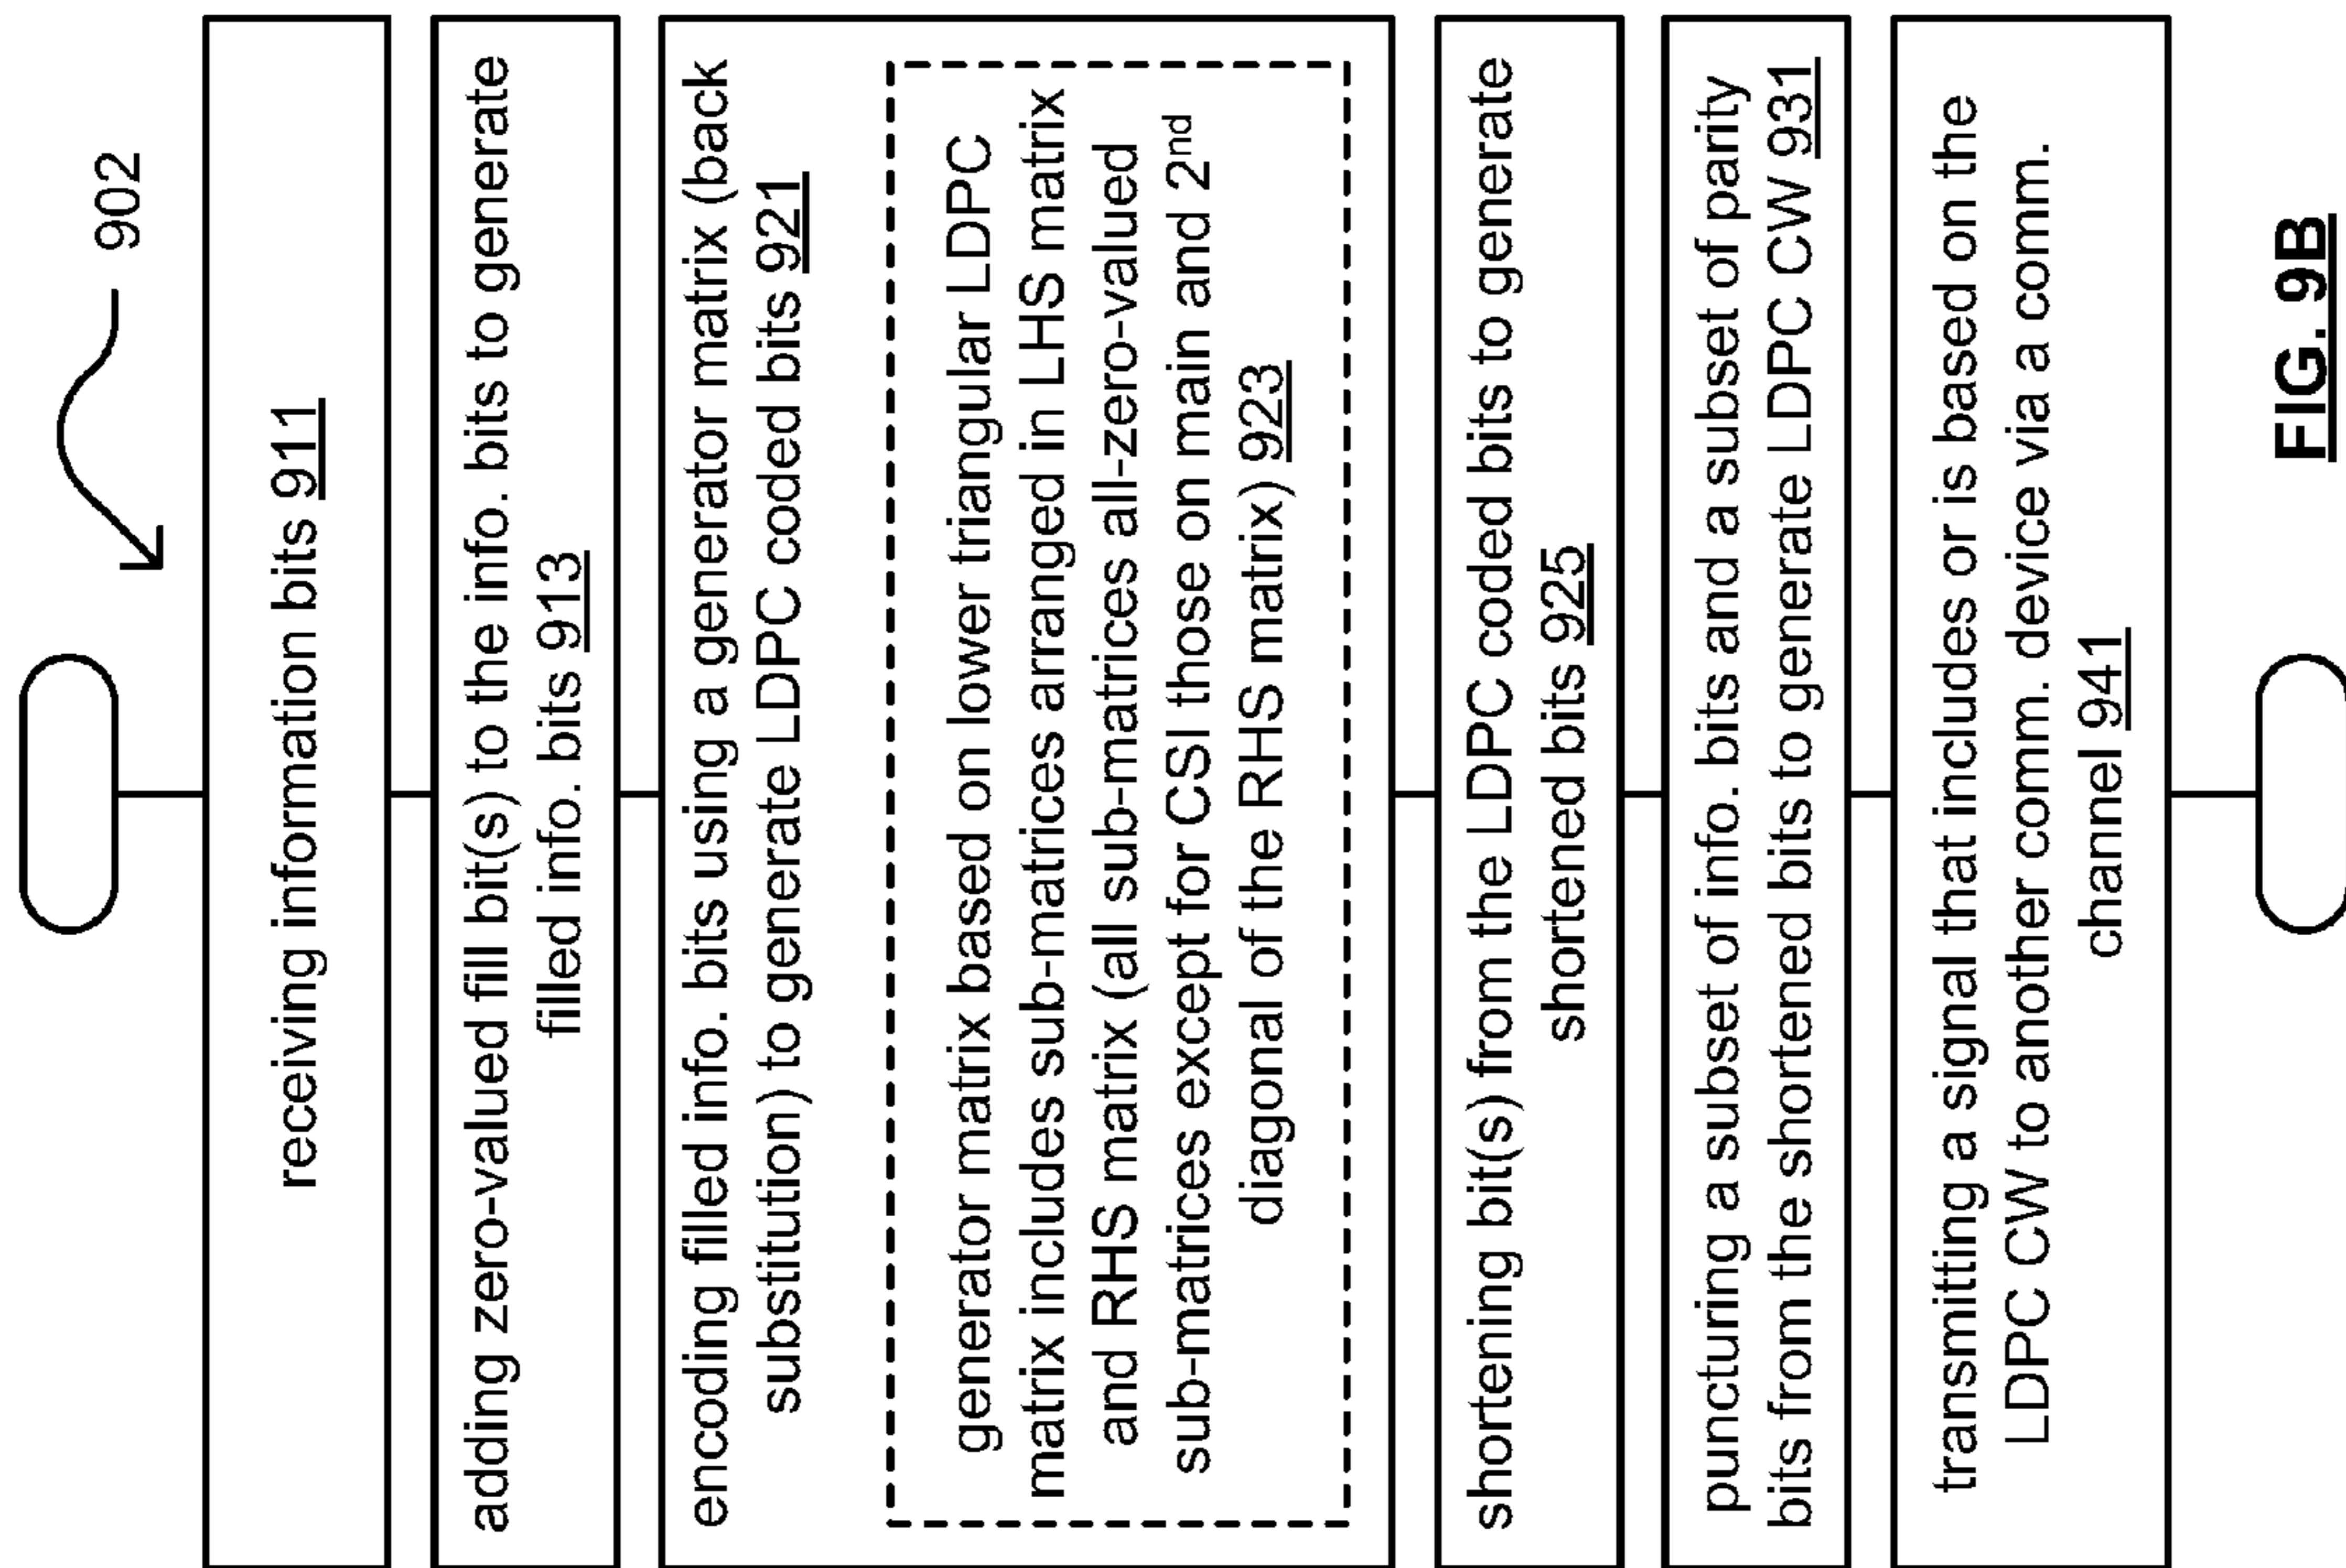 902
receiving information bits 911
adding zero-valued fill bit(s) to the info. bits to generate
filled info. bits 913
encoding filled info. bits using a generator matrix (back
substitution) to generate LDPC coded bits 921
generator matrix based on lower triangular LDPC
matrix includes sub-matrices arranged in LHS matrix
and RHS matrix (all sub-matrices all-zero-valued
sub-matrices except for CSI those on main and 2nd
diagonal of the RHS matrix) 923
shortening bit(s) from the LDPC coded bits to generate
shortened bits 925
puncturing a subset of info. bits and a subset of parity
bits from the shortened bits to generate LDPC CW 931
transmitting a signal that includes or is based on the
LDPC CW to another comm. device via a comm.
channel 941
FIG. 9B